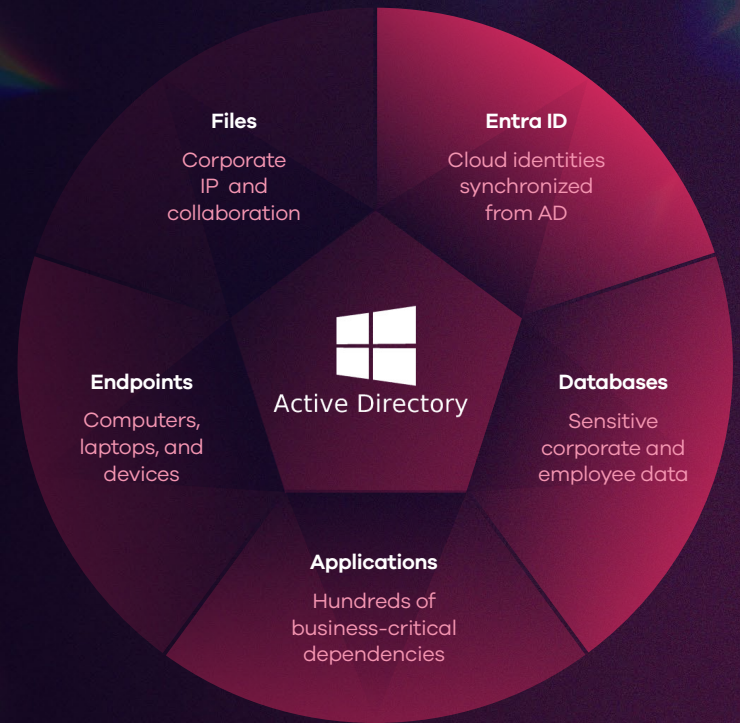 Files
Corporate
IP and
collaboration
Entra ID
Cloud identities
synchronized
from AD
Endpoints
Computers,
laptops, and
devices
Active Directory
Databases
Sensitive
corporate and
employee data
Applications
Hundreds of
business-critical
dependencies